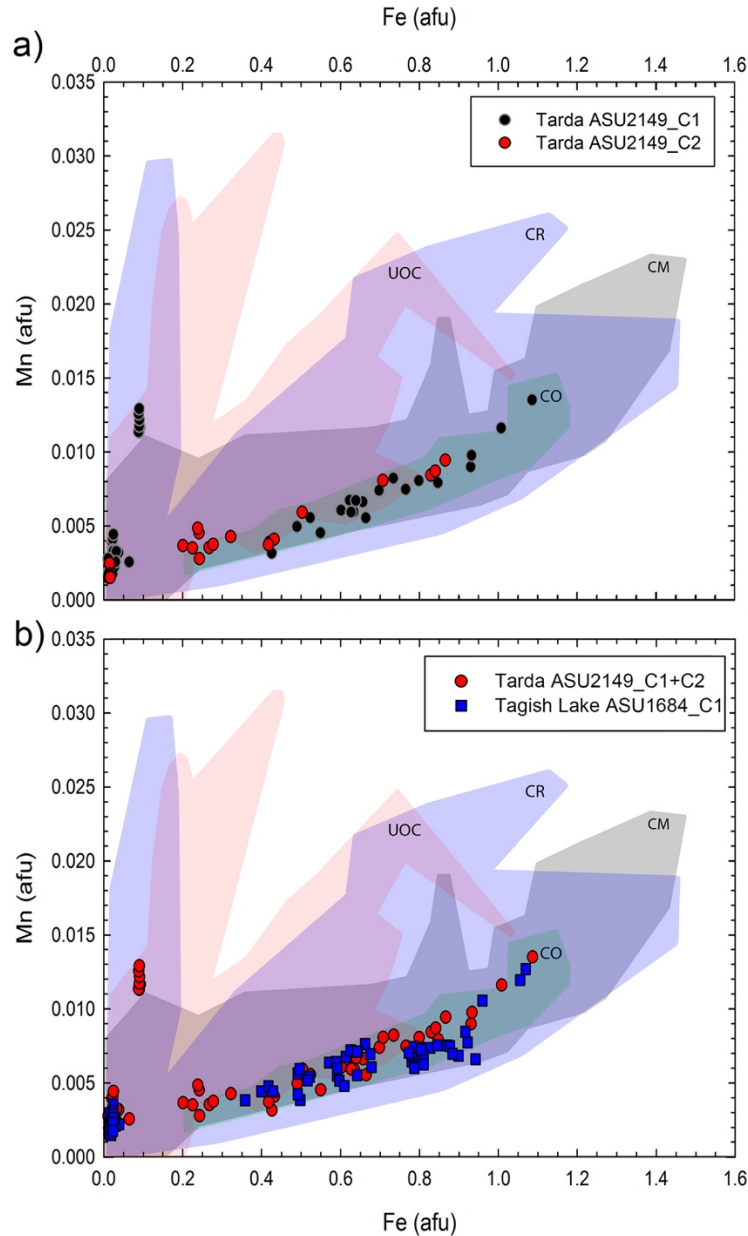 Fe (afu)
a)
0.0 0.2 0.4 0.6 0.8 1.0 1.2 1.4 1.6
0.035
Tarda ASU2149_C1
Tarda ASU2149_C2
0.030
0.025
CR
UOC
CM
0.020
Mn (afu)
0.015
CO
0.010
0.005
0.000
b)
0.035
Tarda ASU2149_C1+C2
Tagish Lake ASU1684_C1
0.030
0.025
CR
UOC
CM
0.020
Mn (afu)
0.015
CO
0.010
0.005
0.000
0.0 0.2 0.4 0.6 0.8 1.0 1.2 1.4 1.6
Fe (afu)